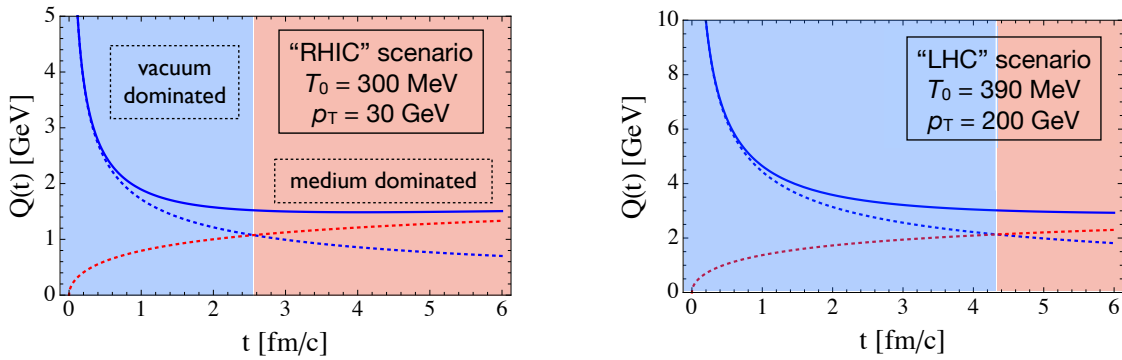 5
4
3
2
1
0
Q(t) [GeV]
vacuum
dominated
“RHIC” scenario
T0 = 300 MeV
pT = 30 GeV
medium dominated
0 1 2 3 4 5 6
t [fm/c]
10
8
6
4
2
0
Q(t) [GeV]
“LHC” scenario
T0 = 390 MeV
pT = 200 GeV
0 1 2 3 4 5 6
t [fm/c]